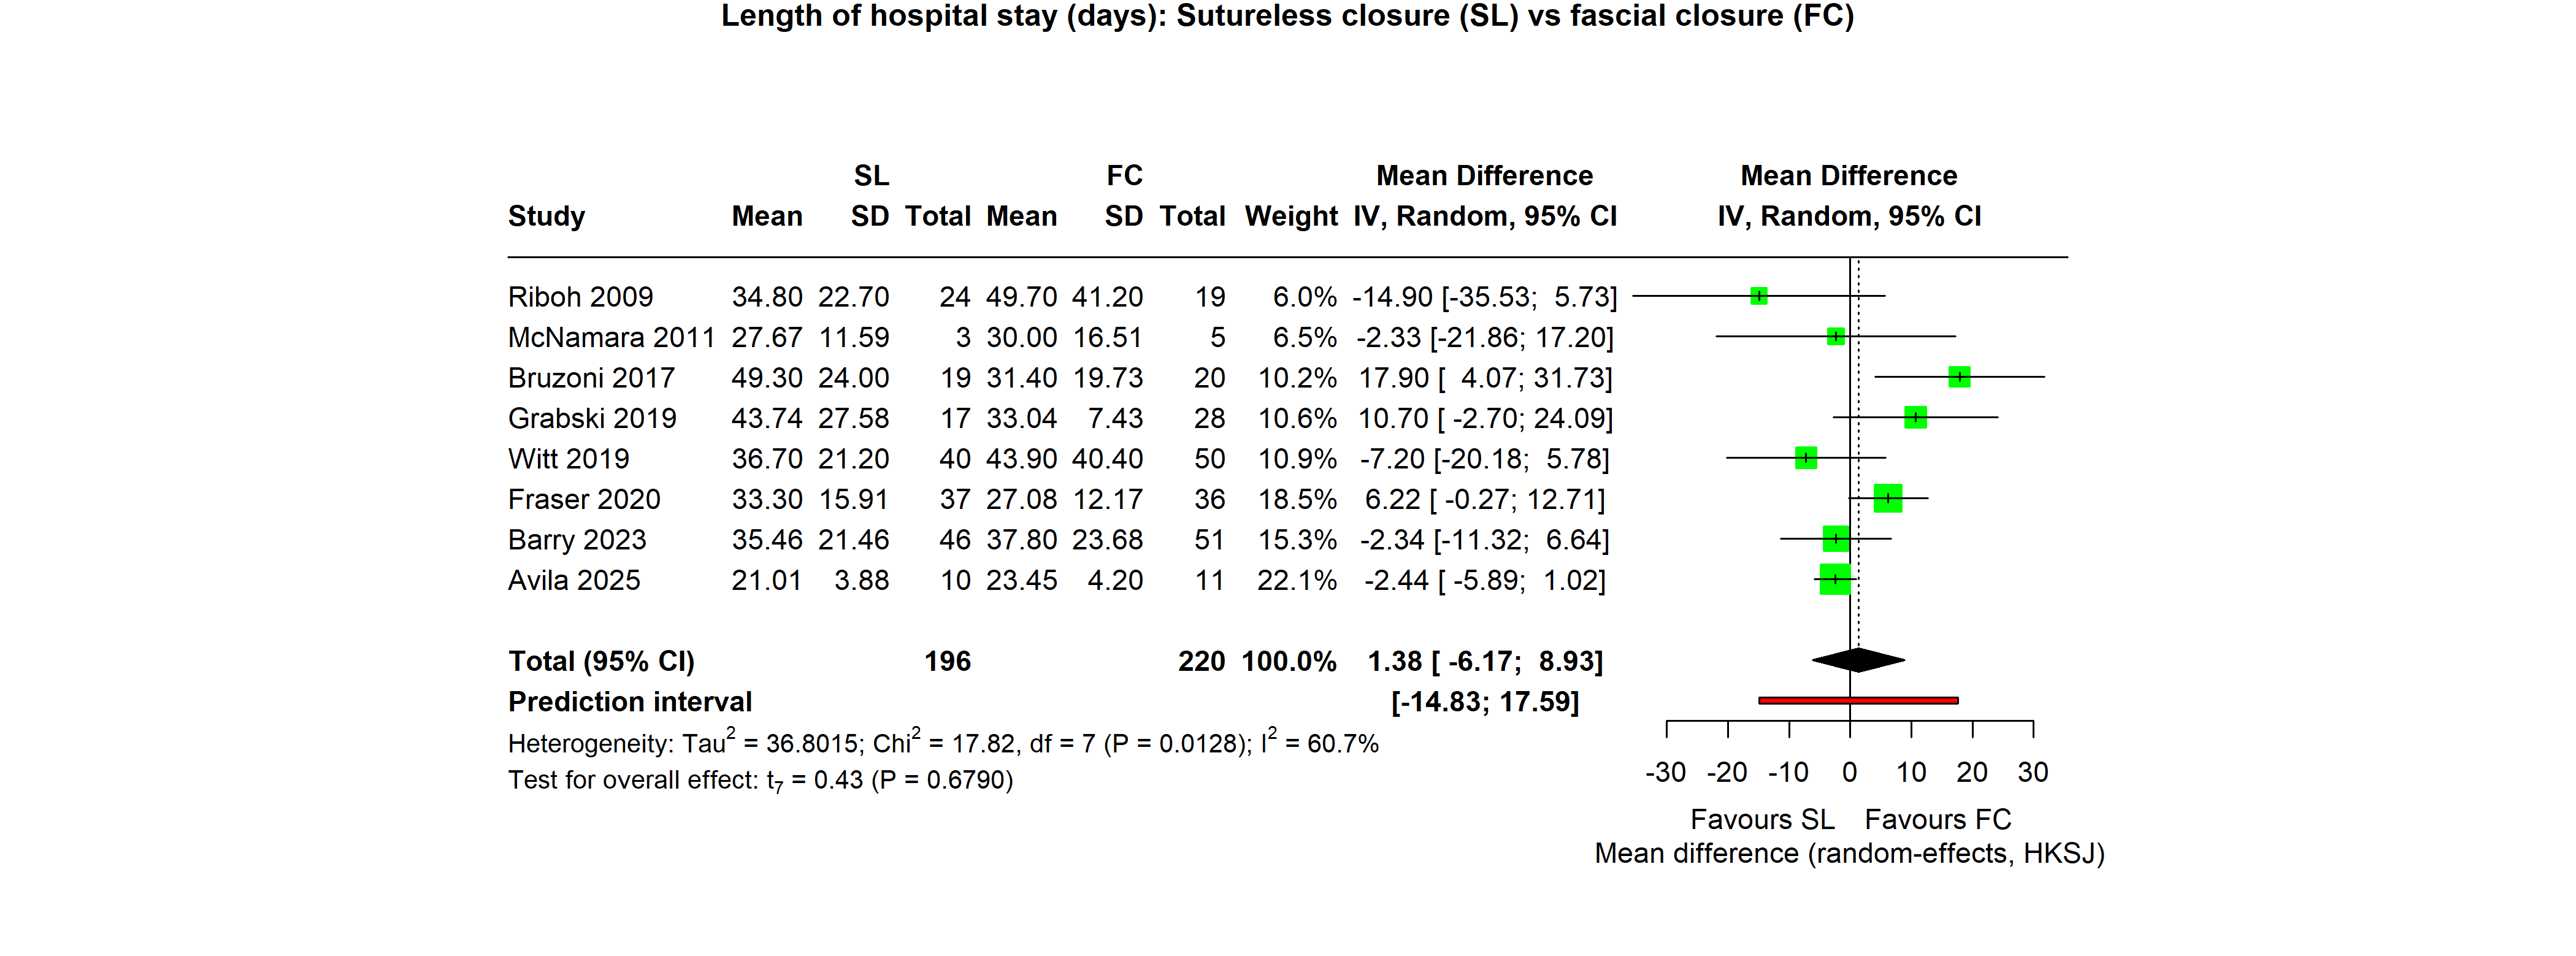 Length of hospital stay (days): Sutureless closure (SL) vs fascial closure (FC)
SL FC Mean Difference Mean Difference
Study Mean SD Total Mean SD Total Weight IV, Random, 95% CI IV, Random, 95% CI
Riboh 2009 34.80 22.70 24 49.70 41.20 19 6.0% -14.90 [-35.53; 5.73]
McNamara 2011 27.67 11.59 3 30.00 16.51 5 6.5% -2.33 [-21.86; 17.20]
Bruzoni 2017 49.30 24.00 19 31.40 19.73 20 10.2% 17.90 [ 4.07; 31.73]
Grabski 2019 43.74 27.58 17 33.04 7.43 28 10.6% 10.70 [ -2.70; 24.09]
Witt 2019 36.70 21.20 40 43.90 40.40 50 10.9% -7.20 [-20.18; 5.78]
Fraser 2020 33.30 15.91 37 27.08 12.17 36 18.5% 6.22 [ -0.27; 12.71]
Barry 2023 35.46 21.46 46 37.80 23.68 51 15.3% -2.34 [-11.32; 6.64]
Avila 2025 21.01 3.88 10 23.45 4.20 11 22.1% -2.44 [ -5.89; 1.02]
Total (95% CI) 196 220 100.0% 1.38 [ -6.17; 8.93]
Prediction interval [-14.83; 17.59]
Heterogeneity: Tau² = 36.8015; Chi² = 17.82, df = 7 (P = 0.0128); I² = 60.7%
Test for overall effect: t₇ = 0.43 (P = 0.6790)
-30 -20 -10 0 10 20 30
Favours SL Favours FC
Mean difference (random-effects, HKSJ)